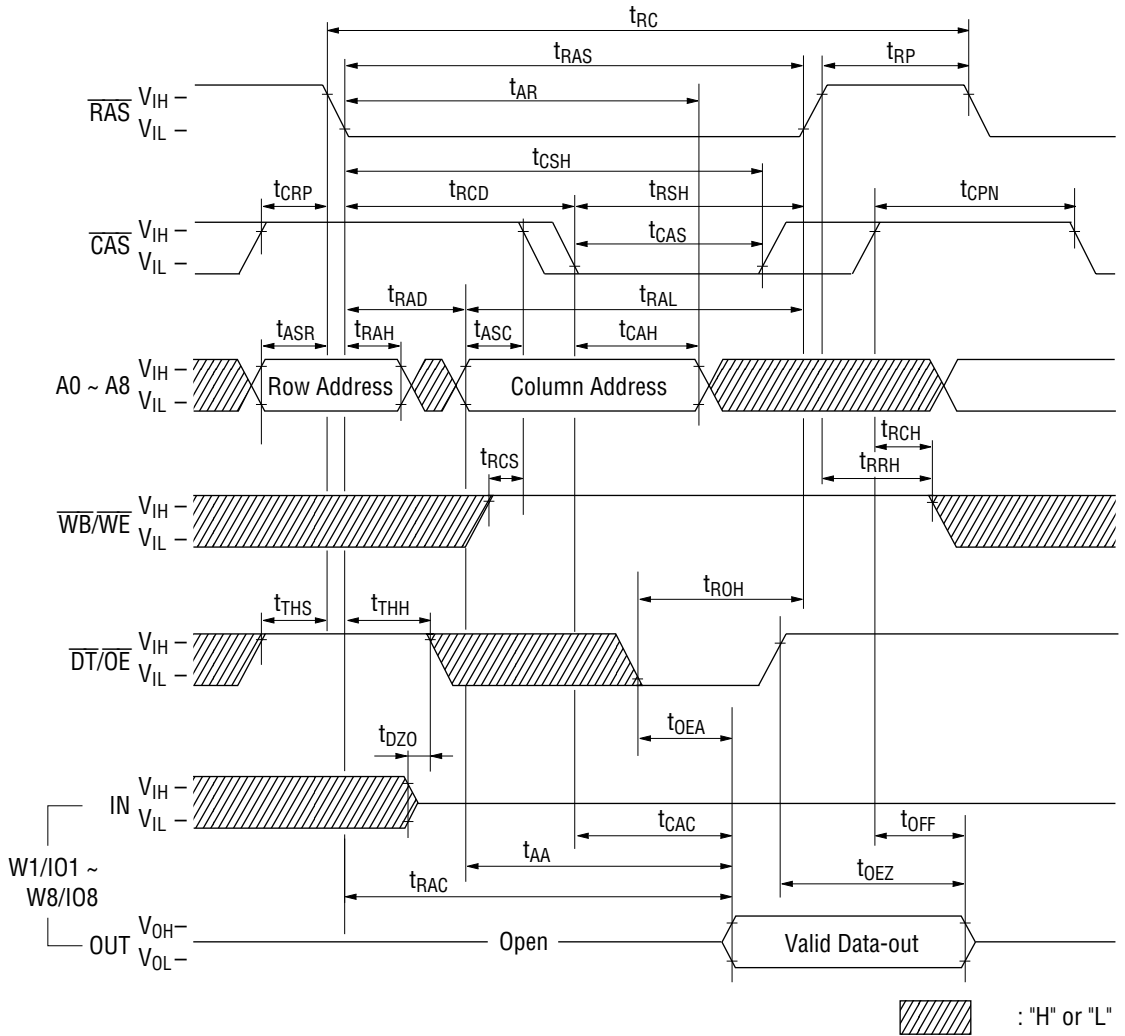 tRC
tRAS
tRP
tAR
RAS VIH –
VIL –
tCSH
tCRP
tRCD
tRSH
tCPN
CAS VIH –
VIL –
tCAS
tRAD
tRAL
tASR
tRAH
tASC
tCAH
A0 ~ A8 VIH –
VIL –
Row Address
Column Address
tRCH
tRRH
tRCS
WB/WE VIH –
VIL –
tROH
tTHS
tTHH
DT/OE VIH –
VIL –
tOEA
tDZO
IN VIH –
VIL –
tCAC
tOFF
tAA
tOEZ
W1/IO1 ~
W8/IO8
tRAC
OUT VOH–
VOL –
Open
Valid Data-out
: "H" or "L"